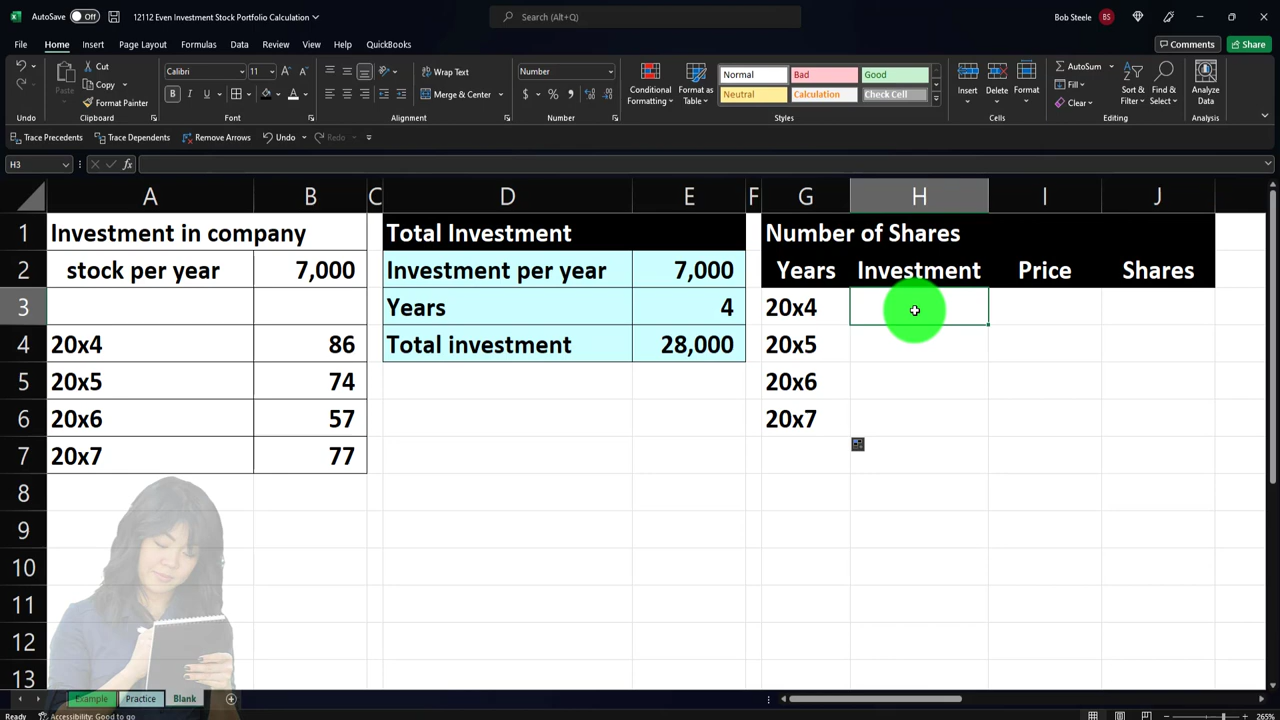 AutoSave Off 12112 Even Investment Stock Portfolio Calculation Search (Alt+Q) Bob Steele BS
File Home Insert Page Layout Formulas Data Review View Help QuickBooks Comments Share
Cut Calibri 11 Wrap Text Number Normal Bad Good AutoSum
Paste Copy Conditional Formatting Format as Table Insert Delete Format Fill Sort & Filter Find & Select Analyze Data
Format Painter B I U Merge & Center $ % Neutral Calculation Check Cell Clear
Undo Clipboard Font Alignment Number Styles Cells Editing Analysis
Trace Precedents Trace Dependents Remove Arrows Undo Redo
H3 fx
A B C D E F G H I J
1 Investment in company Total Investment Number of Shares
2 stock per year 7,000 Investment per year 7,000 Years Investment Price Shares
3 Years 4 20x4
4 20x4 86 Total investment 28,000 20x5
5 20x5 74 20x6
6 20x6 57 20x7
7 20x7 77
8
9
10
11
12
13
Example Practice Blank
Ready Accessibility: Good to go 265%